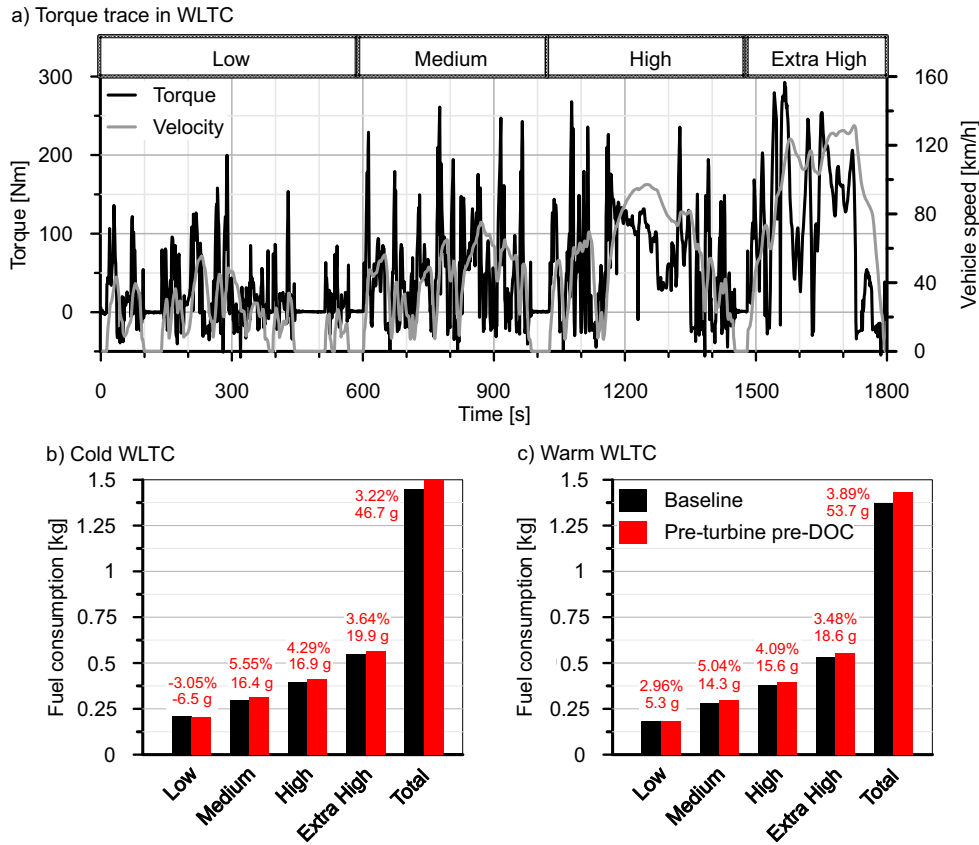 a) Torque trace in WLTC
Low Medium High Extra High
300
200
100
0
Torque [Nm]
Torque
Velocity
160
120
80
40
0
Vehicle speed [km/h]
0 300 600 900 1200 1500 1800
Time [s]
b) Cold WLTC
1.5
1.25
1
0.75
0.5
0.25
0
Fuel consumption [kg]
-3.05%
-6.5 g
5.55%
16.4 g
4.29%
16.9 g
3.64%
19.9 g
3.22%
46.7 g
Low Medium High Extra High Total
c) Warm WLTC
1.5
1.25
1
0.75
0.5
0.25
0
Fuel consumption [kg]
Baseline
Pre-turbine pre-DOC
2.96%
5.3 g
5.04%
14.3 g
4.09%
15.6 g
3.48%
18.6 g
3.89%
53.7 g
Low Medium High Extra High Total